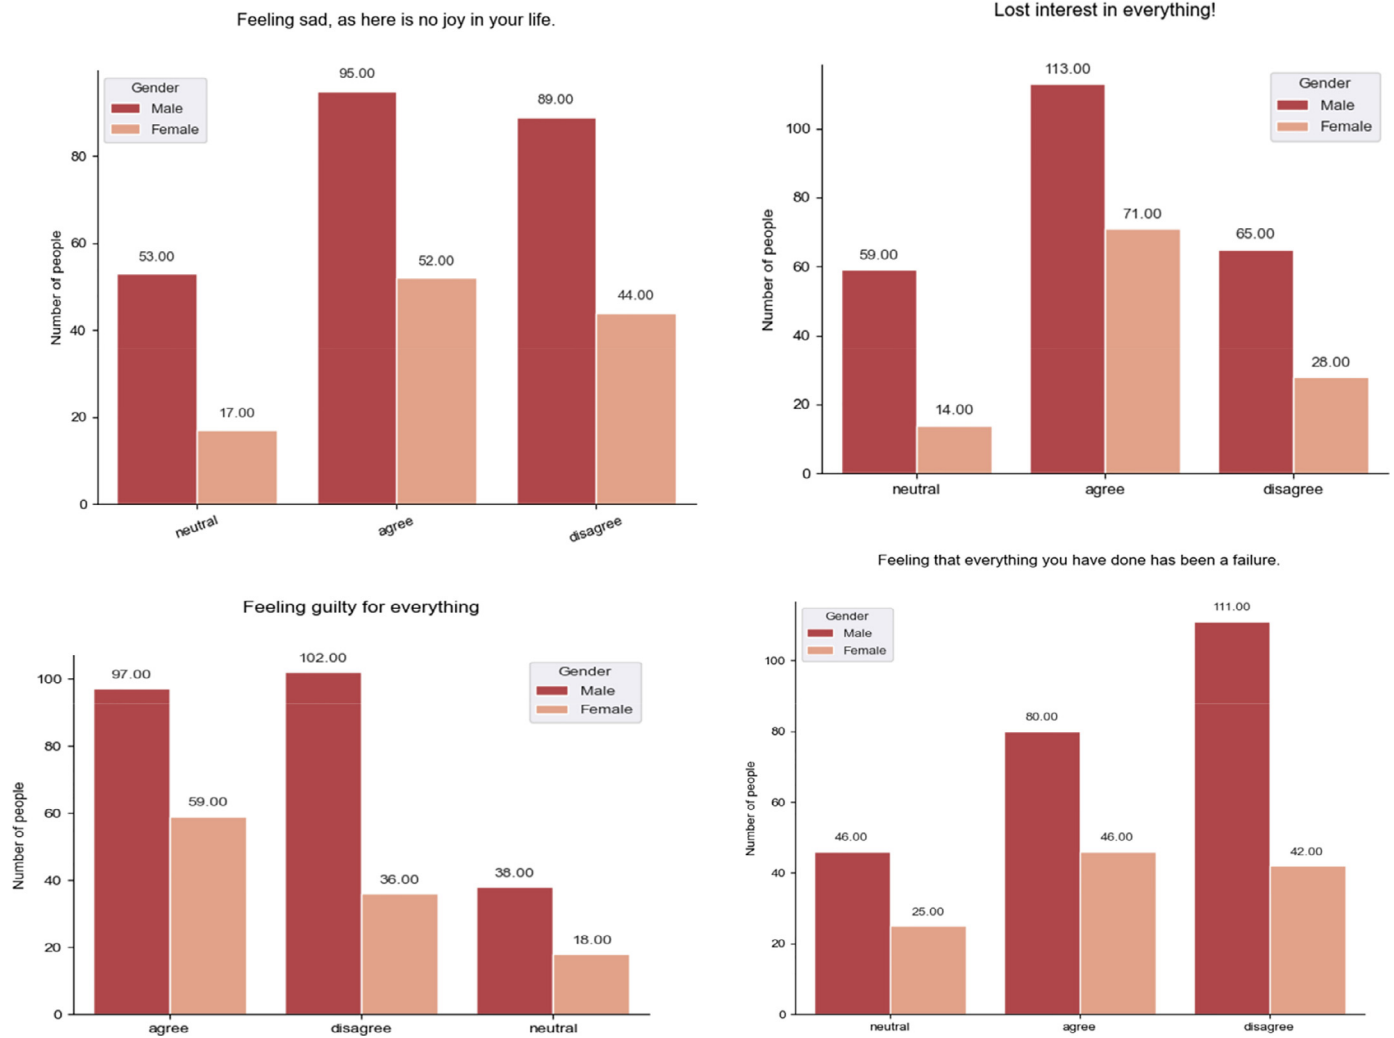 Feeling sad, as here is no joy in your life.
Gender
Male
Female
Number of people
80
60
40
20
0
53.00
17.00
95.00
52.00
89.00
44.00
neutral
agree
disagree
Lost interest in everything!
Gender
Male
Female
Number of people
100
80
60
40
20
0
59.00
14.00
113.00
71.00
65.00
28.00
neutral
agree
disagree
Feeling guilty for everything
Gender
Male
Female
Number of people
100
80
60
40
20
0
97.00
59.00
102.00
36.00
38.00
18.00
agree
disagree
neutral
Feeling that everything you have done has been a failure.
Gender
Male
Female
Number of people
100
80
60
40
20
0
46.00
25.00
80.00
46.00
111.00
42.00
neutral
agree
disagree